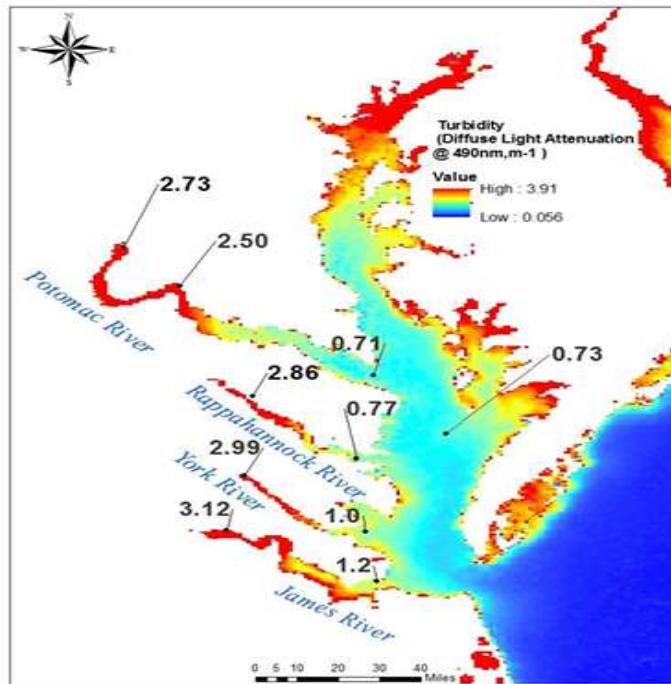 N
W E
S
Turbidity
(Diffuse Light Attenuation
@ 490nm,m-1 )
Value
High : 3.91
Low : 0.056
2.73
2.50
Potomac River
0.71
0.73
2.86
Rappahannock River
0.77
2.99
York River
3.12
1.0
1.2
James River
0 5 10 20 30 40
Miles